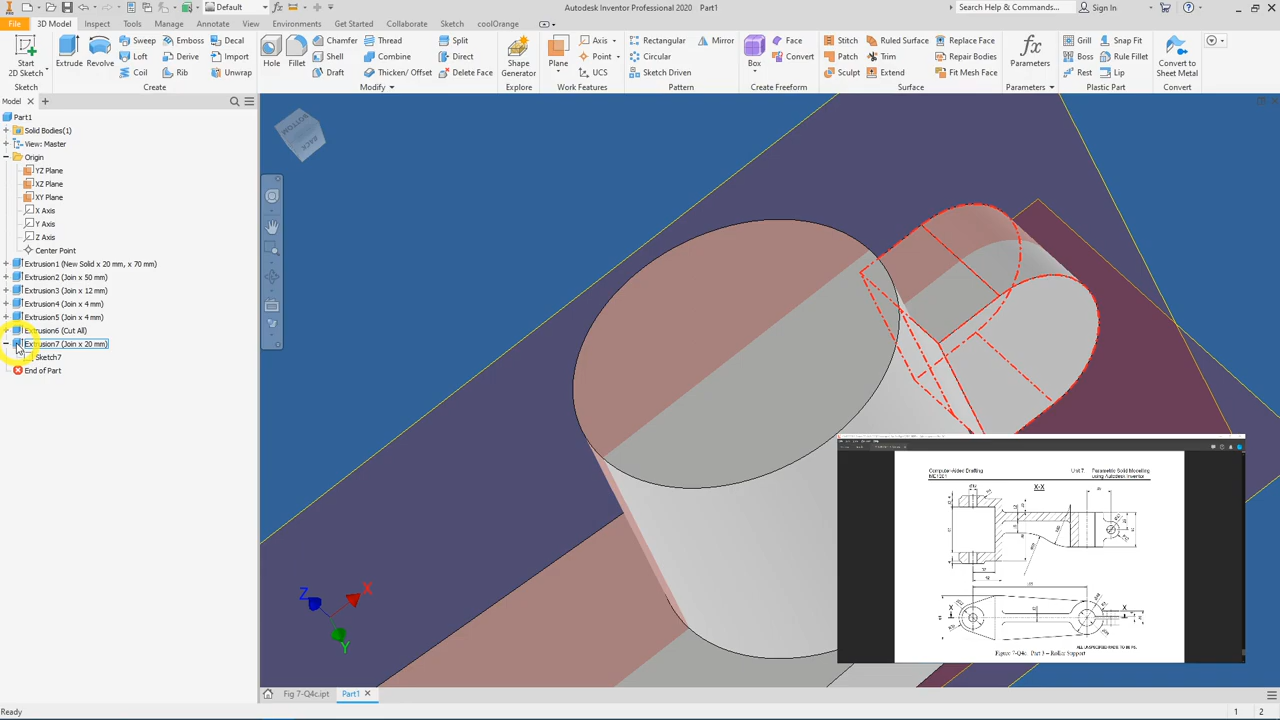 Default
Autodesk Inventor Professional 2020 Part1
Search Help & Commands...
Sign In
File 3D Model Inspect Tools Manage View Environments Get Started Collaborate Sketch coolOrange
Start
2D Sketch
Extrude
Revolve
Sweep
Loft
Coil
Emboss
Derive
Rib
Decal
Import
Unwrap
Hole
Fillet
Chamfer
Shell
Draft
Thread
Combine
Thicken/ Offset
Split
Direct
Delete Face
Shape
Generator
Plane
Axis
Point
UCS
Rectangular
Circular
Sketch Driven
Mirror
Box
Face
Convert
Stitch
Patch
Sculpt
Ruled Surface
Trim
Extend
Replace Face
Repair Bodies
Fit Mesh Face
Parameters
Grill
Boss
Rest
Snap Fit
Rule Fillet
Lip
Convert to
Sheet Metal
Sketch Create Modify Explore Work Features Pattern Create Freeform Surface Parameters Plastic Part Convert
Model
Part1
Solid Bodies(1)
View: Master
Origin
YZ Plane
XZ Plane
XY Plane
X Axis
Y Axis
Z Axis
Center Point
Extrusion1 (New Solid x 20 mm, x 70 mm)
Extrusion2 (Join x 50 mm)
Extrusion3 (Join x 12 mm)
Extrusion4 (Join x 4 mm)
Extrusion5 (Join x 4 mm)
Extrusion6 (Cut All)
Extrusion7 (Join x 20 mm)
Sketch7
End of Part
BOTTOM
BACK
Z
X
Y
Computer-Aided Drafting
Unit 7. Parametric Solid Modelling
using Autodesk Inventor
X-X
X
X
Figure 7-Q4c Part 3 – Roller Support
Fig 7-Q4c.ipt
Part1
Ready
1 2